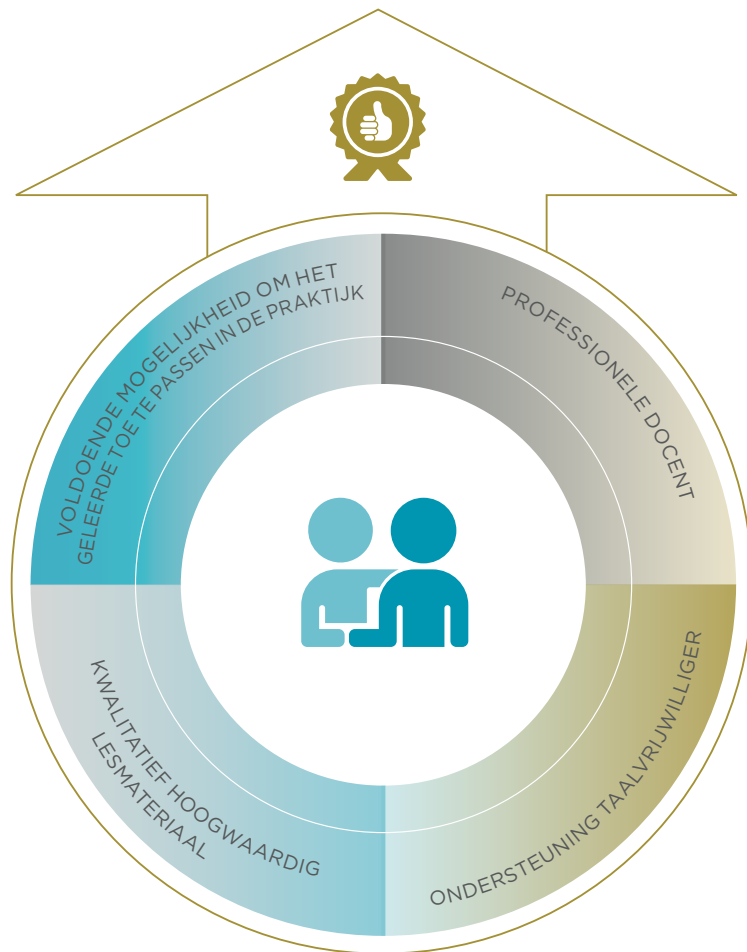 VOLDOENDE MOGELIJKHEID OM HET
GELEERDE TOE TE PASSEN IN DE PRAKTIJK
PROFESSIONELE DOCENT
KWALITATIEF HOOGWAARDIG
LESMATERIAAL
ONDERSTEUNING TAALVRIJWILLIGER